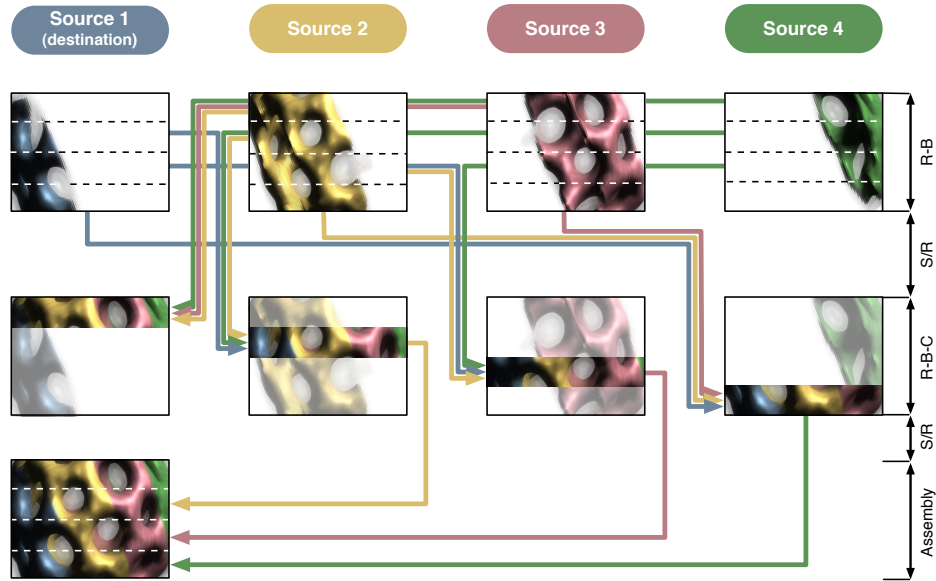 Source 1
(destination)
Source 2
Source 3
Source 4
R-B
S/R
R-B-C
S/R
Assembly